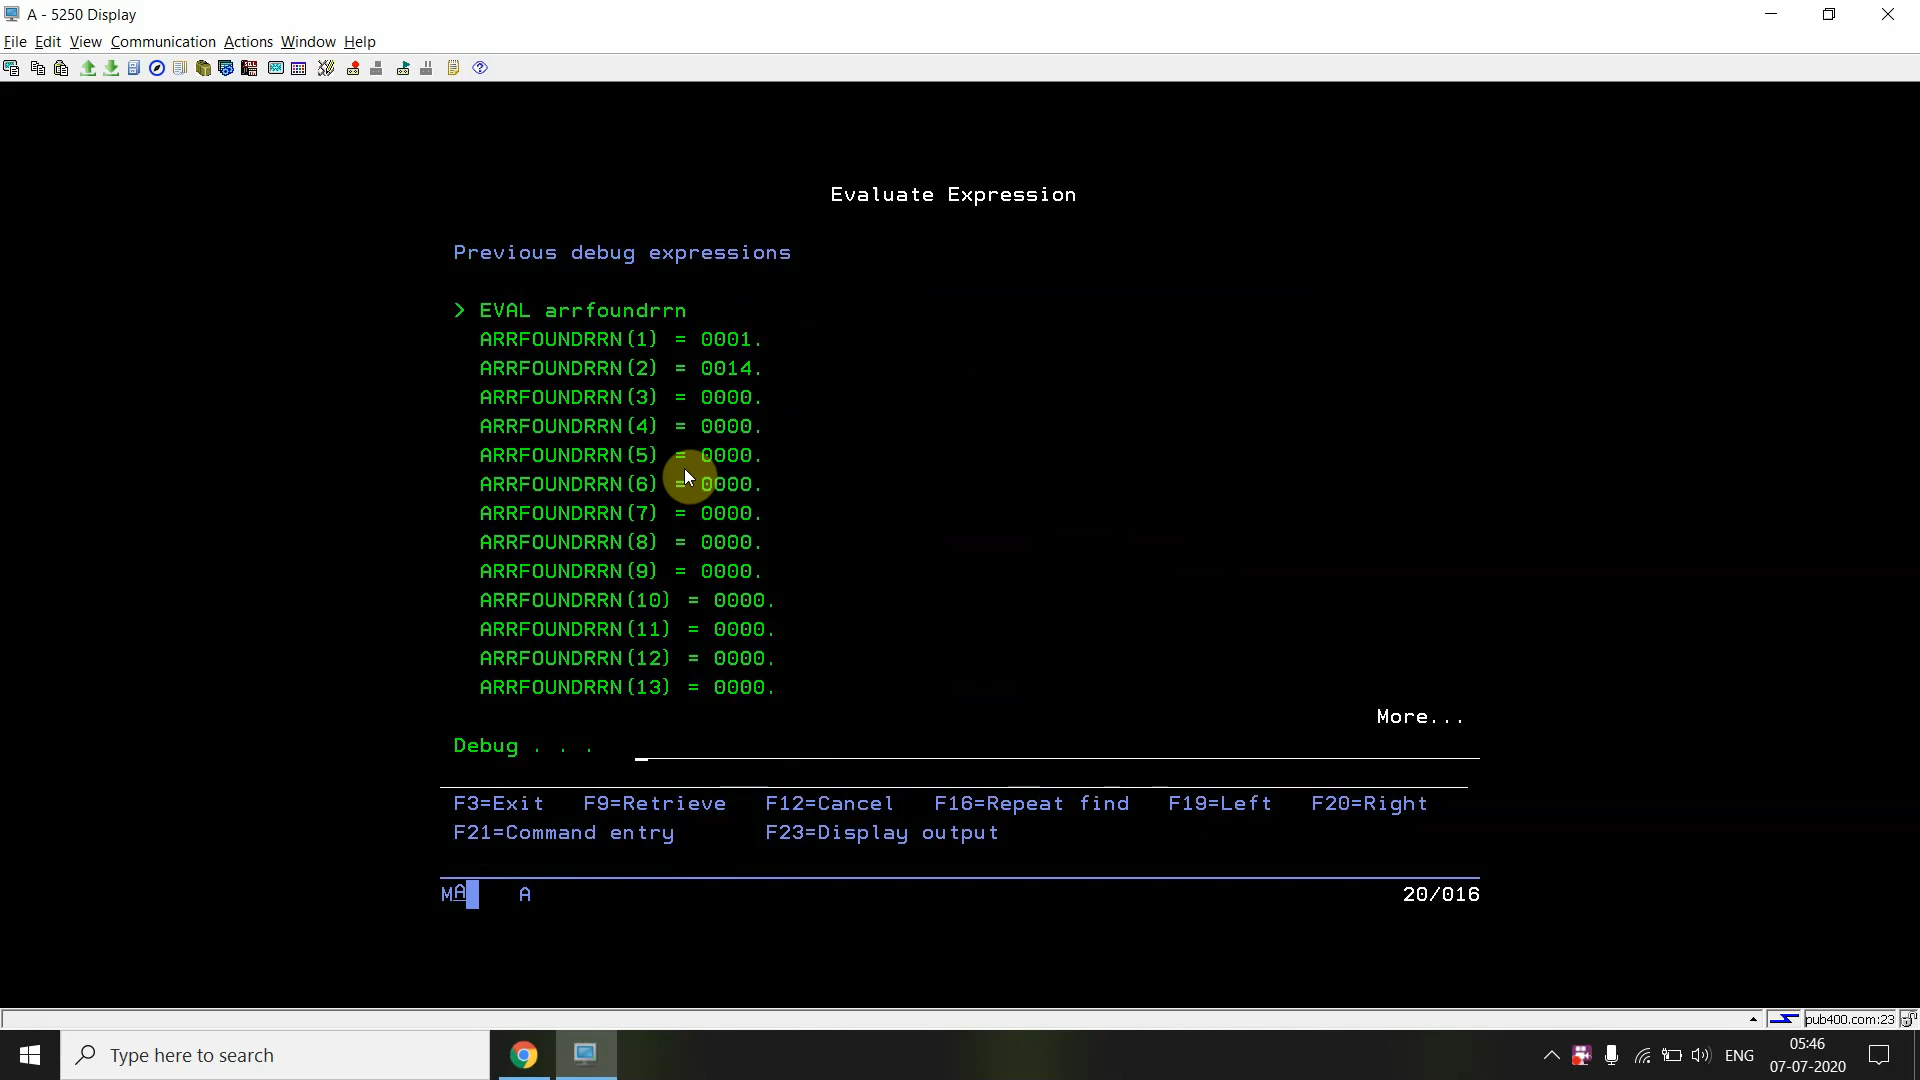 A - 5250 Display
File Edit View Communication Actions Window Help
Evaluate Expression
Previous debug expressions
> EVAL arrfoundrrn
ARRFOUNDRRN(1) = 0001.
ARRFOUNDRRN(2) = 0014.
ARRFOUNDRRN(3) = 0000.
ARRFOUNDRRN(4) = 0000.
ARRFOUNDRRN(5) = 0000.
ARRFOUNDRRN(6) = 0000.
ARRFOUNDRRN(7) = 0000.
ARRFOUNDRRN(8) = 0000.
ARRFOUNDRRN(9) = 0000.
ARRFOUNDRRN(10) = 0000.
ARRFOUNDRRN(11) = 0000.
ARRFOUNDRRN(12) = 0000.
ARRFOUNDRRN(13) = 0000.
More...
Debug . . .
F3=Exit F9=Retrieve F12=Cancel F16=Repeat find F19=Left F20=Right
F21=Command entry F23=Display output
MA A 20/016
pub400.com:23
Type here to search
ENG
05:46
07-07-2020